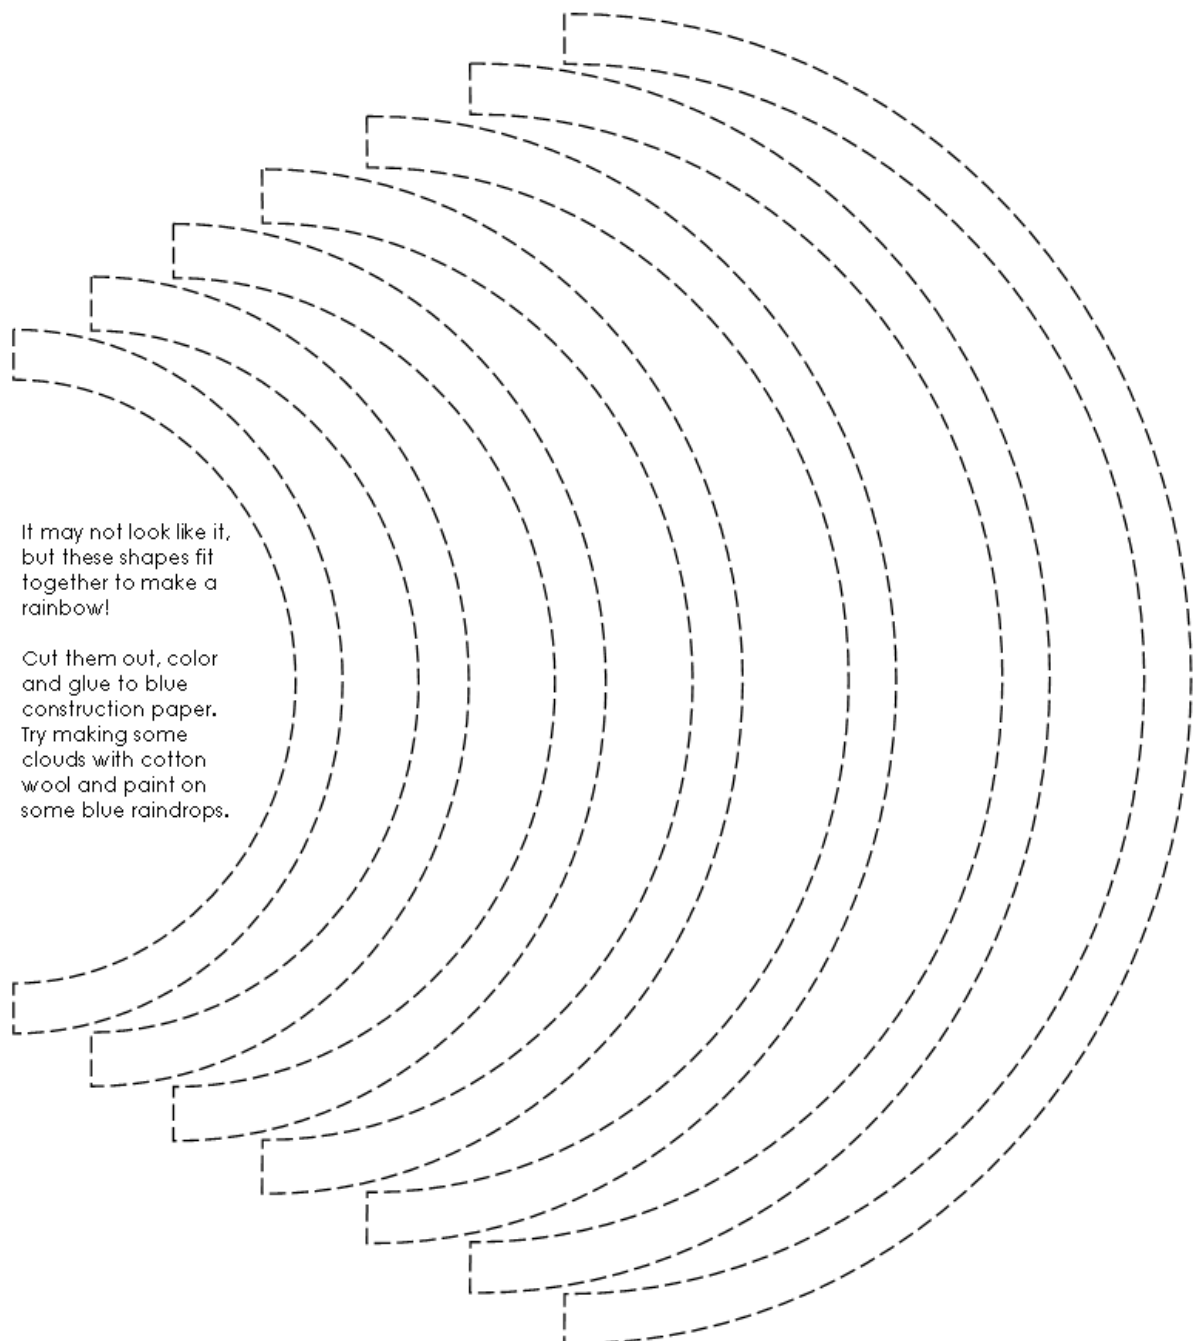 It may not look like it,
but these shapes fit
together to make a
rainbow!
Cut them out, color
and glue to blue
construction paper.
Try making some
clouds with cotton
wool and paint on
some blue raindrops.